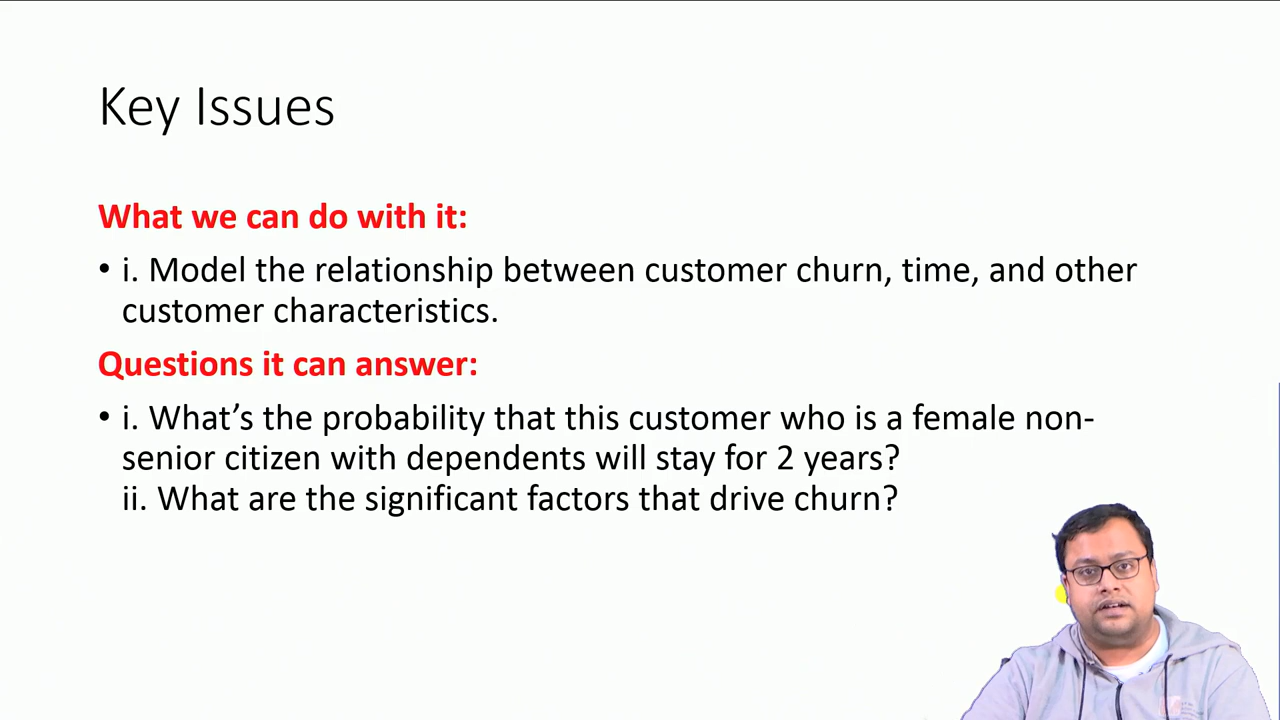 Key Issues
What we can do with it:
• i. Model the relationship between customer churn, time, and other
customer characteristics.
Questions it can answer:
• i. What’s the probability that this customer who is a female non-
senior citizen with dependents will stay for 2 years?
ii. What are the significant factors that drive churn?